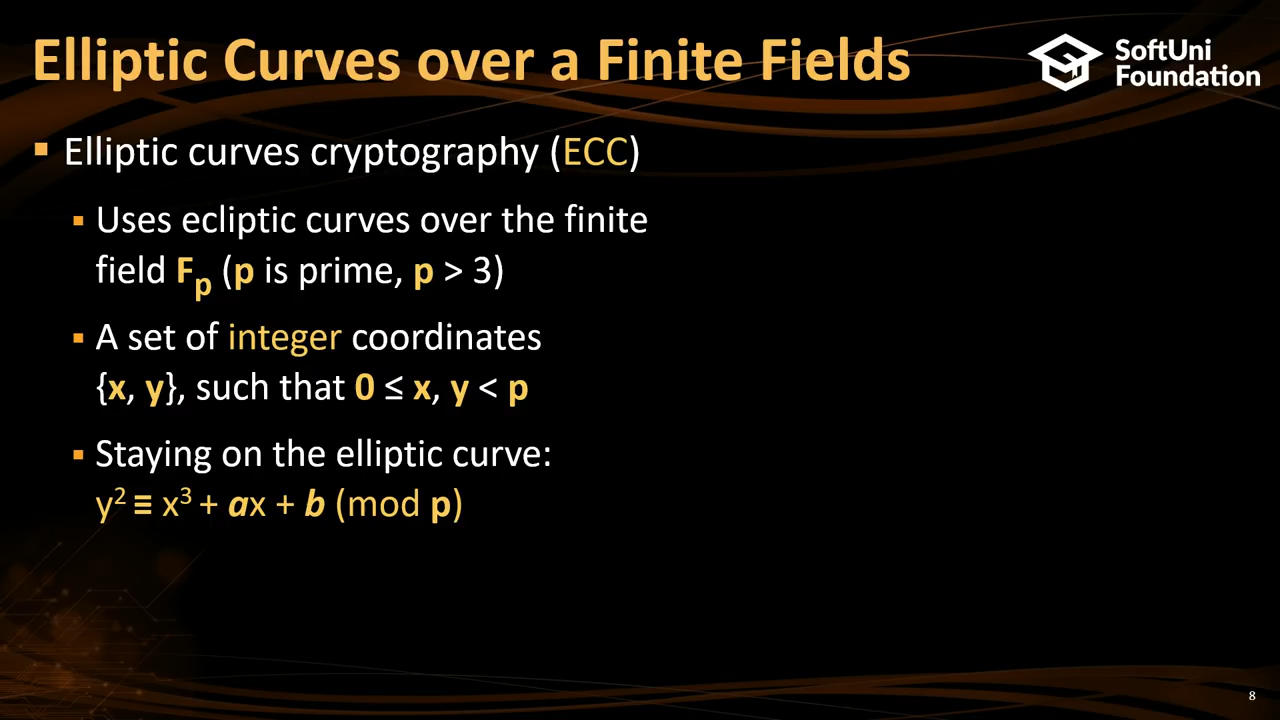 Elliptic Curves over a Finite Fields
SoftUni
Foundation
▪ Elliptic curves cryptography (ECC)
▪ Uses ecliptic curves over the finite
field Fₚ (p is prime, p > 3)
▪ A set of integer coordinates
{x, y}, such that 0 ≤ x, y < p
▪ Staying on the elliptic curve:
y² ≡ x³ + ax + b (mod p)
8